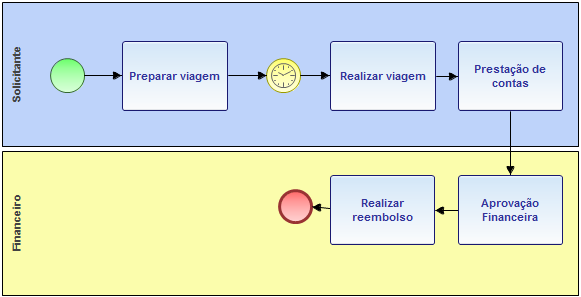 Solicitante
Preparar viagem
Realizar viagem
Prestação de
contas
Financeiro
Realizar
reembolso
Aprovação
Financeira